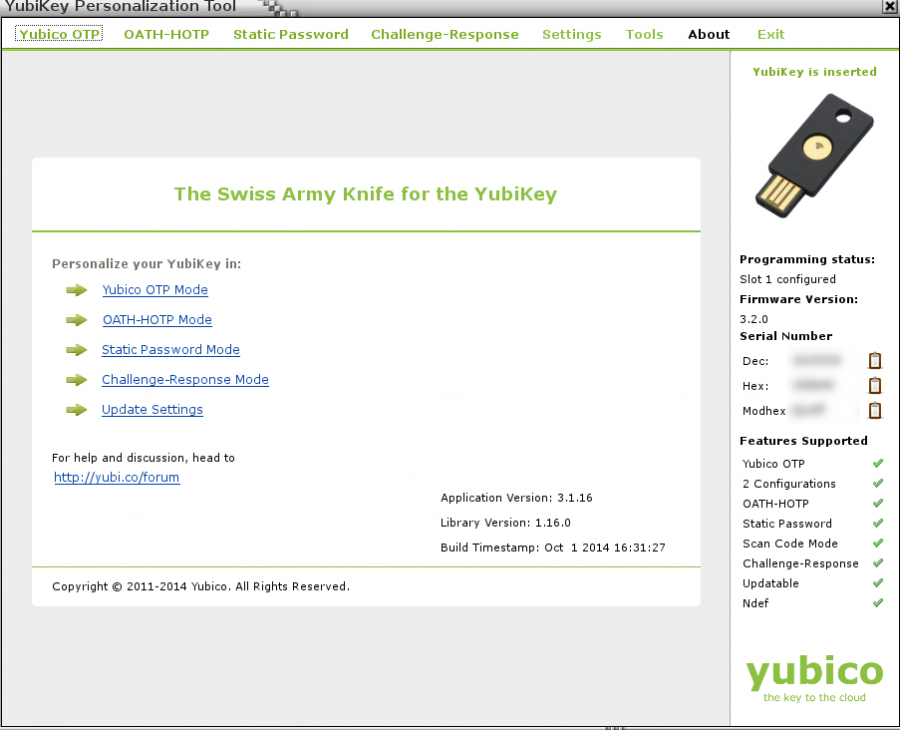 YubiKey Personalization Tool
Yubico OTP OATH-HOTP Static Password Challenge-Response Settings Tools About Exit
The Swiss Army Knife for the YubiKey
Personalize your YubiKey in:
Yubico OTP Mode
OATH-HOTP Mode
Static Password Mode
Challenge-Response Mode
Update Settings
For help and discussion, head to
http://yubi.co/forum
Application Version: 3.1.16
Library Version: 1.16.0
Build Timestamp: Oct 1 2014 16:31:27
Copyright © 2011-2014 Yubico. All Rights Reserved.
YubiKey is inserted
Programming status:
Slot 1 configured
Firmware Version:
3.2.0
Serial Number
Dec:
Hex:
Modhex
Features Supported
Yubico OTP
2 Configurations
OATH-HOTP
Static Password
Scan Code Mode
Challenge-Response
Updatable
Ndef
yubico
the key to the cloud